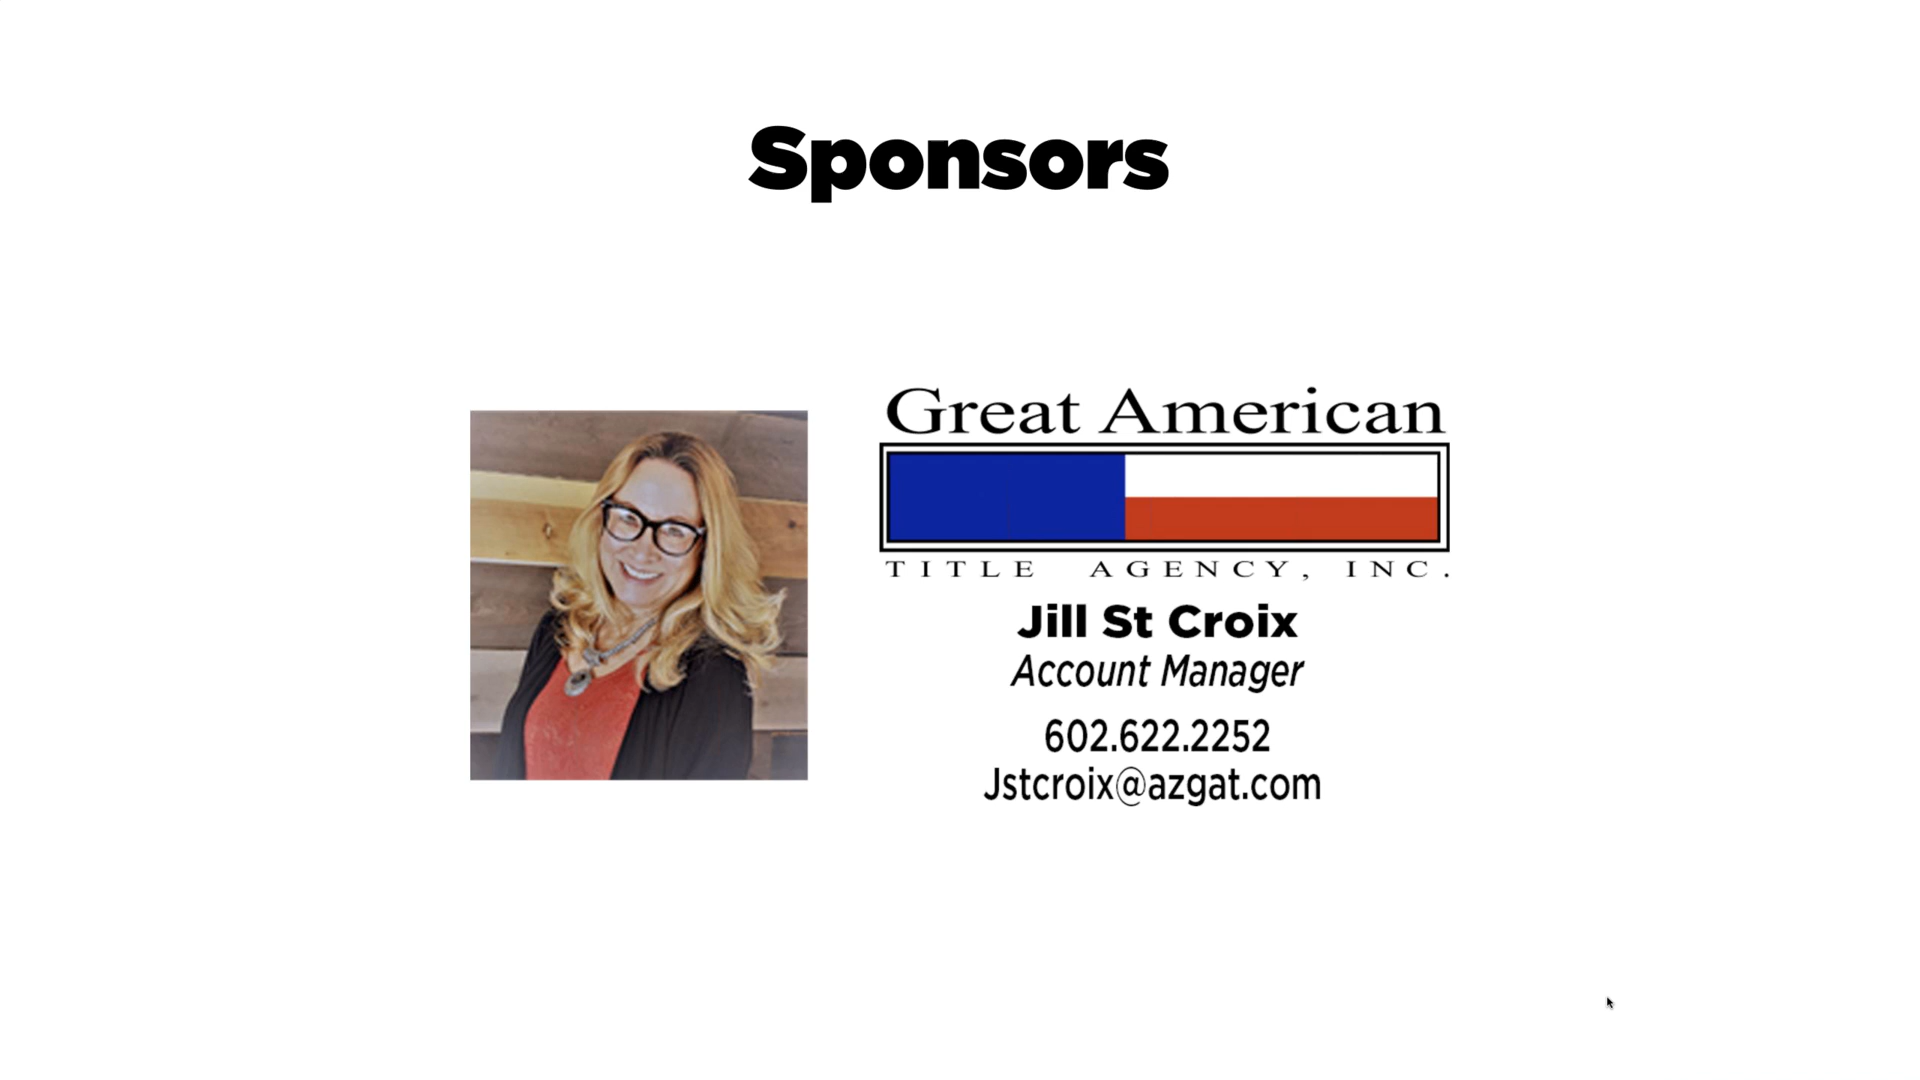 Sponsors
Great American
TITLE AGENCY, INC.
Jill St Croix
Account Manager
602.622.2252
Jstcroix@azgat.com